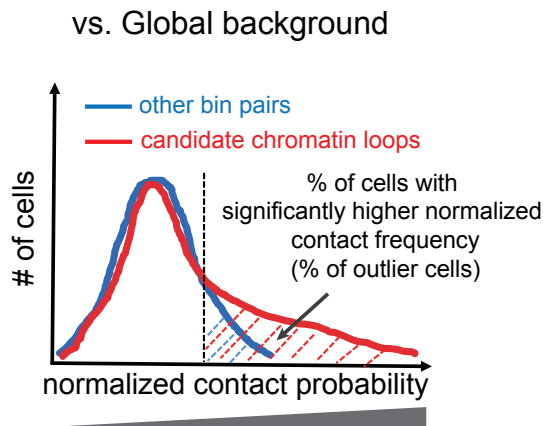 vs. Global background
other bin pairs
candidate chromatin loops
% of cells with
significantly higher normalized
contact frequency
(% of outlier cells)
# of cells
normalized contact probability